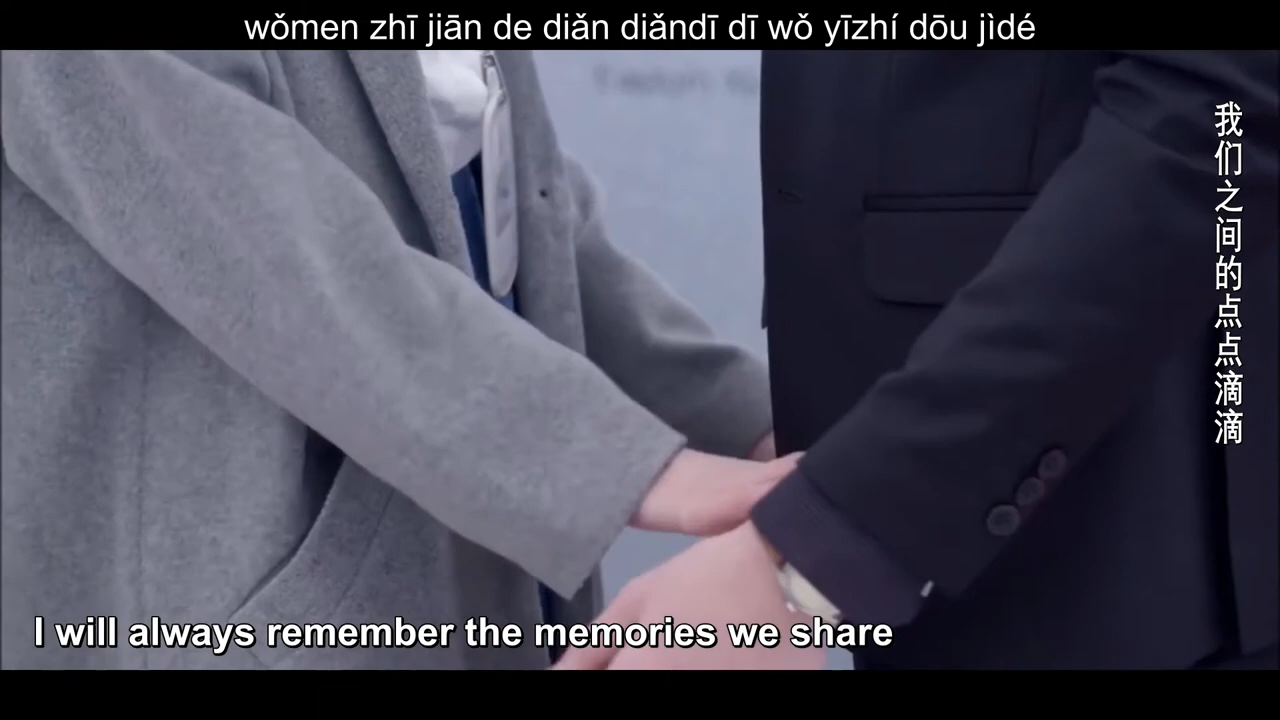 wǒmen zhī jiān de diǎn diǎndī dī wǒ yīzhí dōu jìdé
我们之间的点点滴滴
I will always remember the memories we share